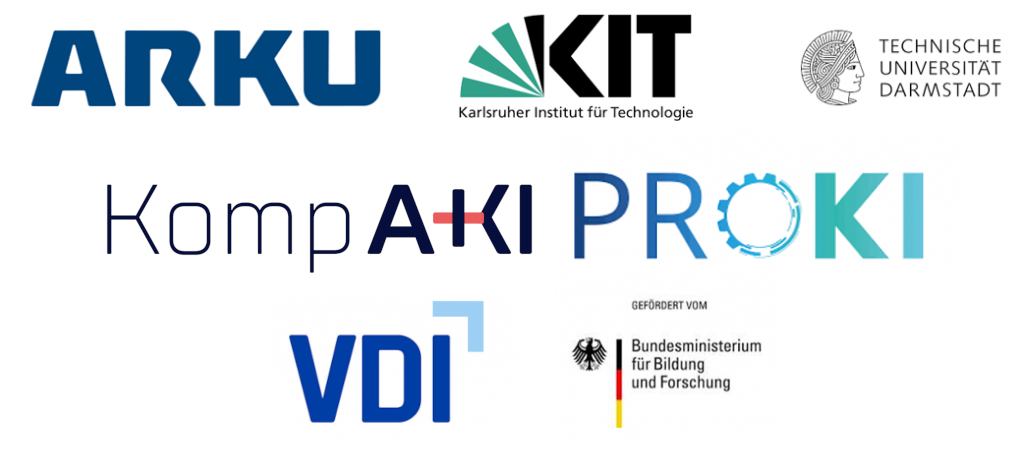 ARKU
KIT
Karlsruher Institut für Technologie
TECHNISCHE
UNIVERSITÄT
DARMSTADT
KompAKI
PROKI
VDI
GEFÖRDERT VOM
Bundesministerium
für Bildung
und Forschung